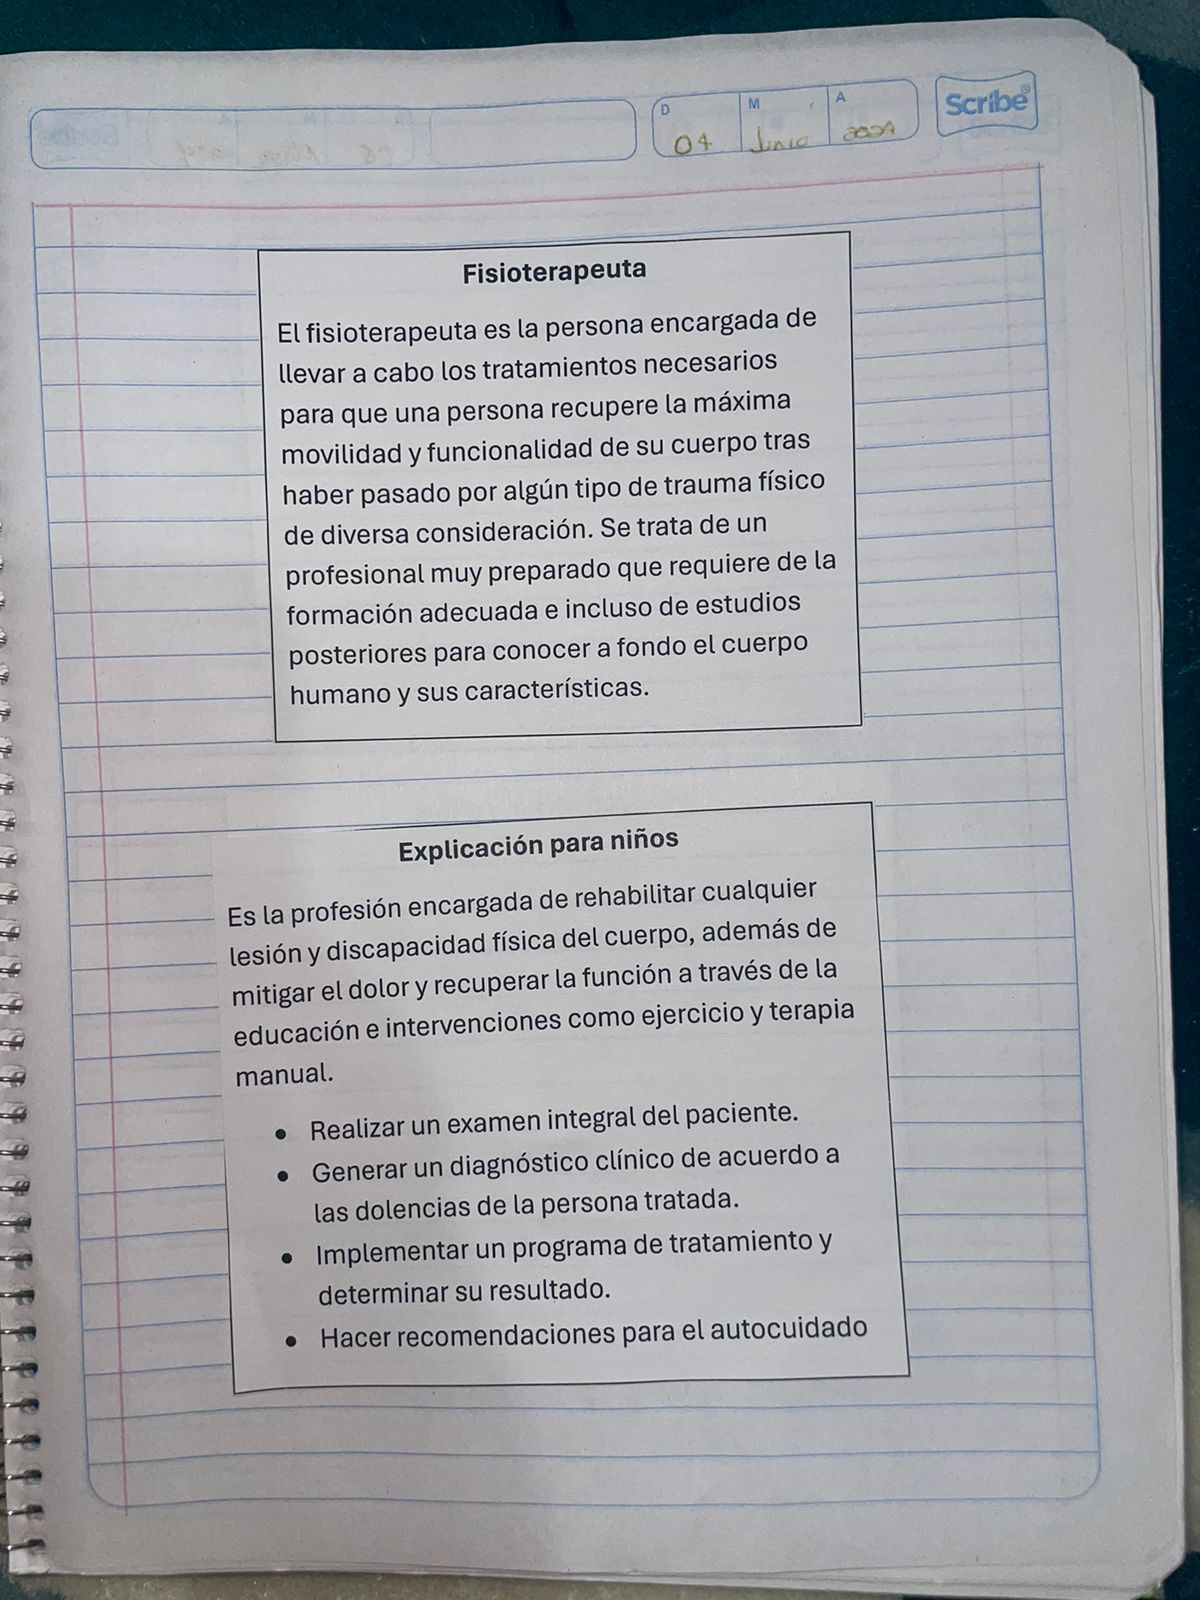 D M A
04 Junio 2024
Scribe®
Fisioterapeuta
El fisioterapeuta es la persona encargada de
llevar a cabo los tratamientos necesarios
para que una persona recupere la máxima
movilidad y funcionalidad de su cuerpo tras
haber pasado por algún tipo de trauma físico
de diversa consideración. Se trata de un
profesional muy preparado que requiere de la
formación adecuada e incluso de estudios
posteriores para conocer a fondo el cuerpo
humano y sus características.
Explicación para niños
Es la profesión encargada de rehabilitar cualquier
lesión y discapacidad física del cuerpo, además de
mitigar el dolor y recuperar la función a través de la
educación e intervenciones como ejercicio y terapia
manual.
• Realizar un examen integral del paciente.
• Generar un diagnóstico clínico de acuerdo a
las dolencias de la persona tratada.
• Implementar un programa de tratamiento y
determinar su resultado.
• Hacer recomendaciones para el autocuidado